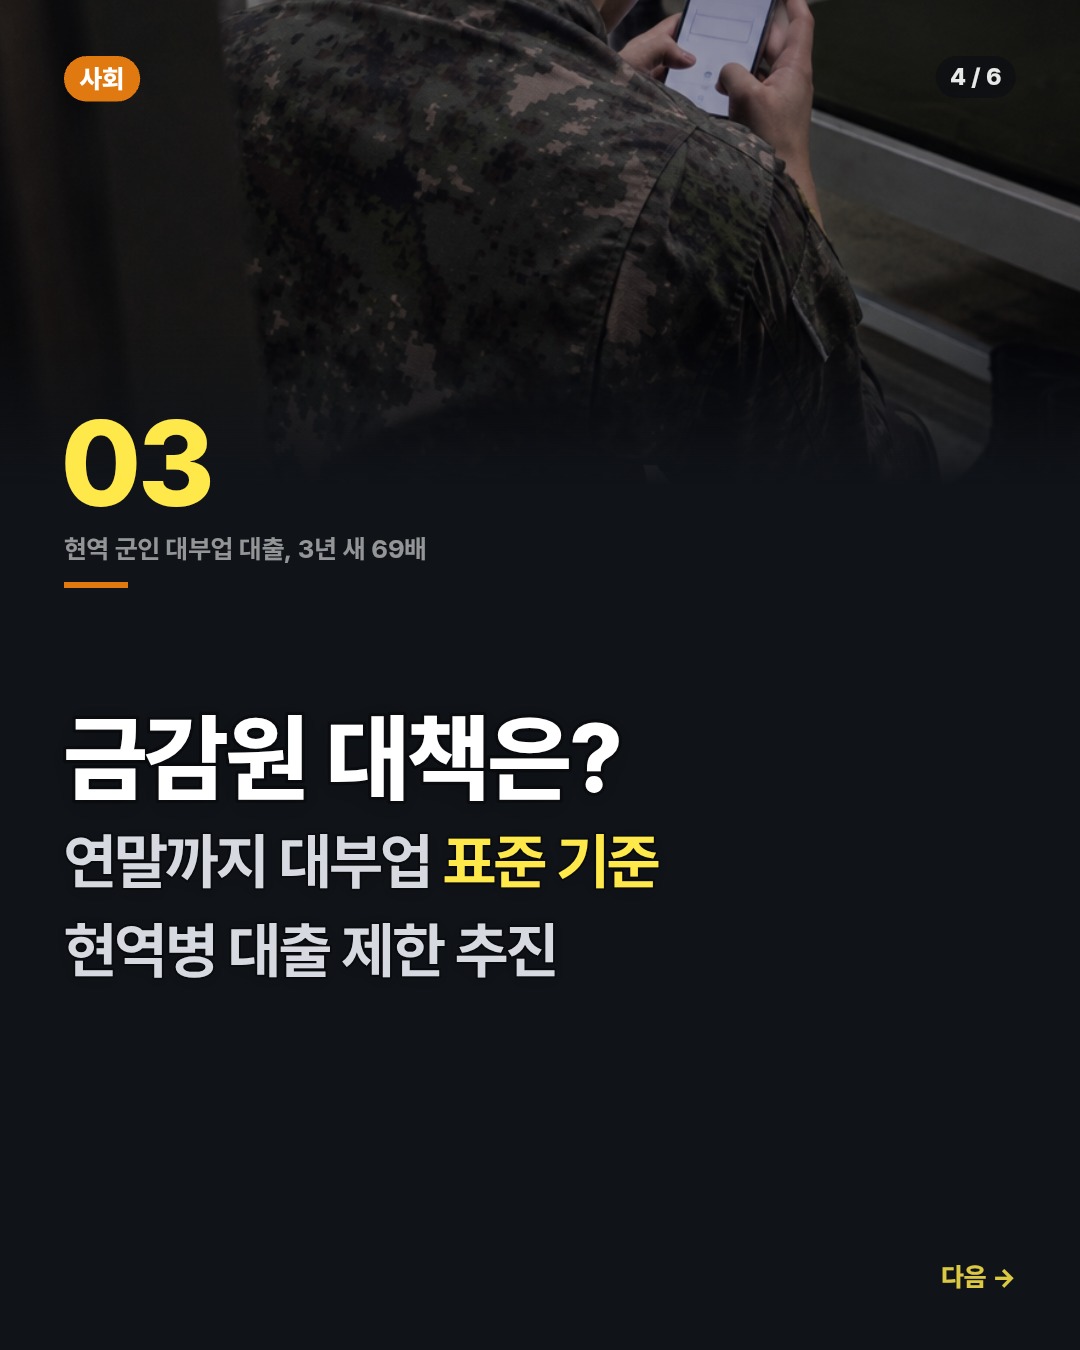 사회
4 / 6
03
현역 군인 대부업 대출, 3년 새 69배
금감원 대책은?
연말까지 대부업 표준 기준
현역병 대출 제한 추진
다음 →